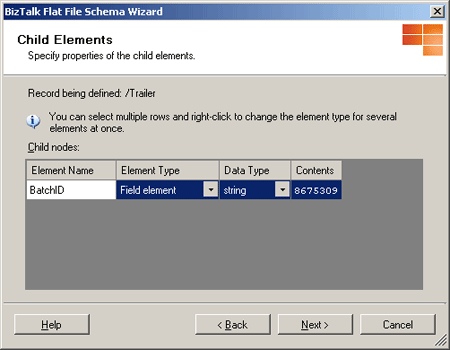 BizTalk Flat File Schema Wizard
Child Elements
Specify properties of the child elements.
Record being defined: /Trailer
You can select multiple rows and right-click to change the element type for several
elements at once.
Child nodes:
Element Name Element Type Data Type Contents
BatchID Field element string 8675309
Help < Back Next > Cancel